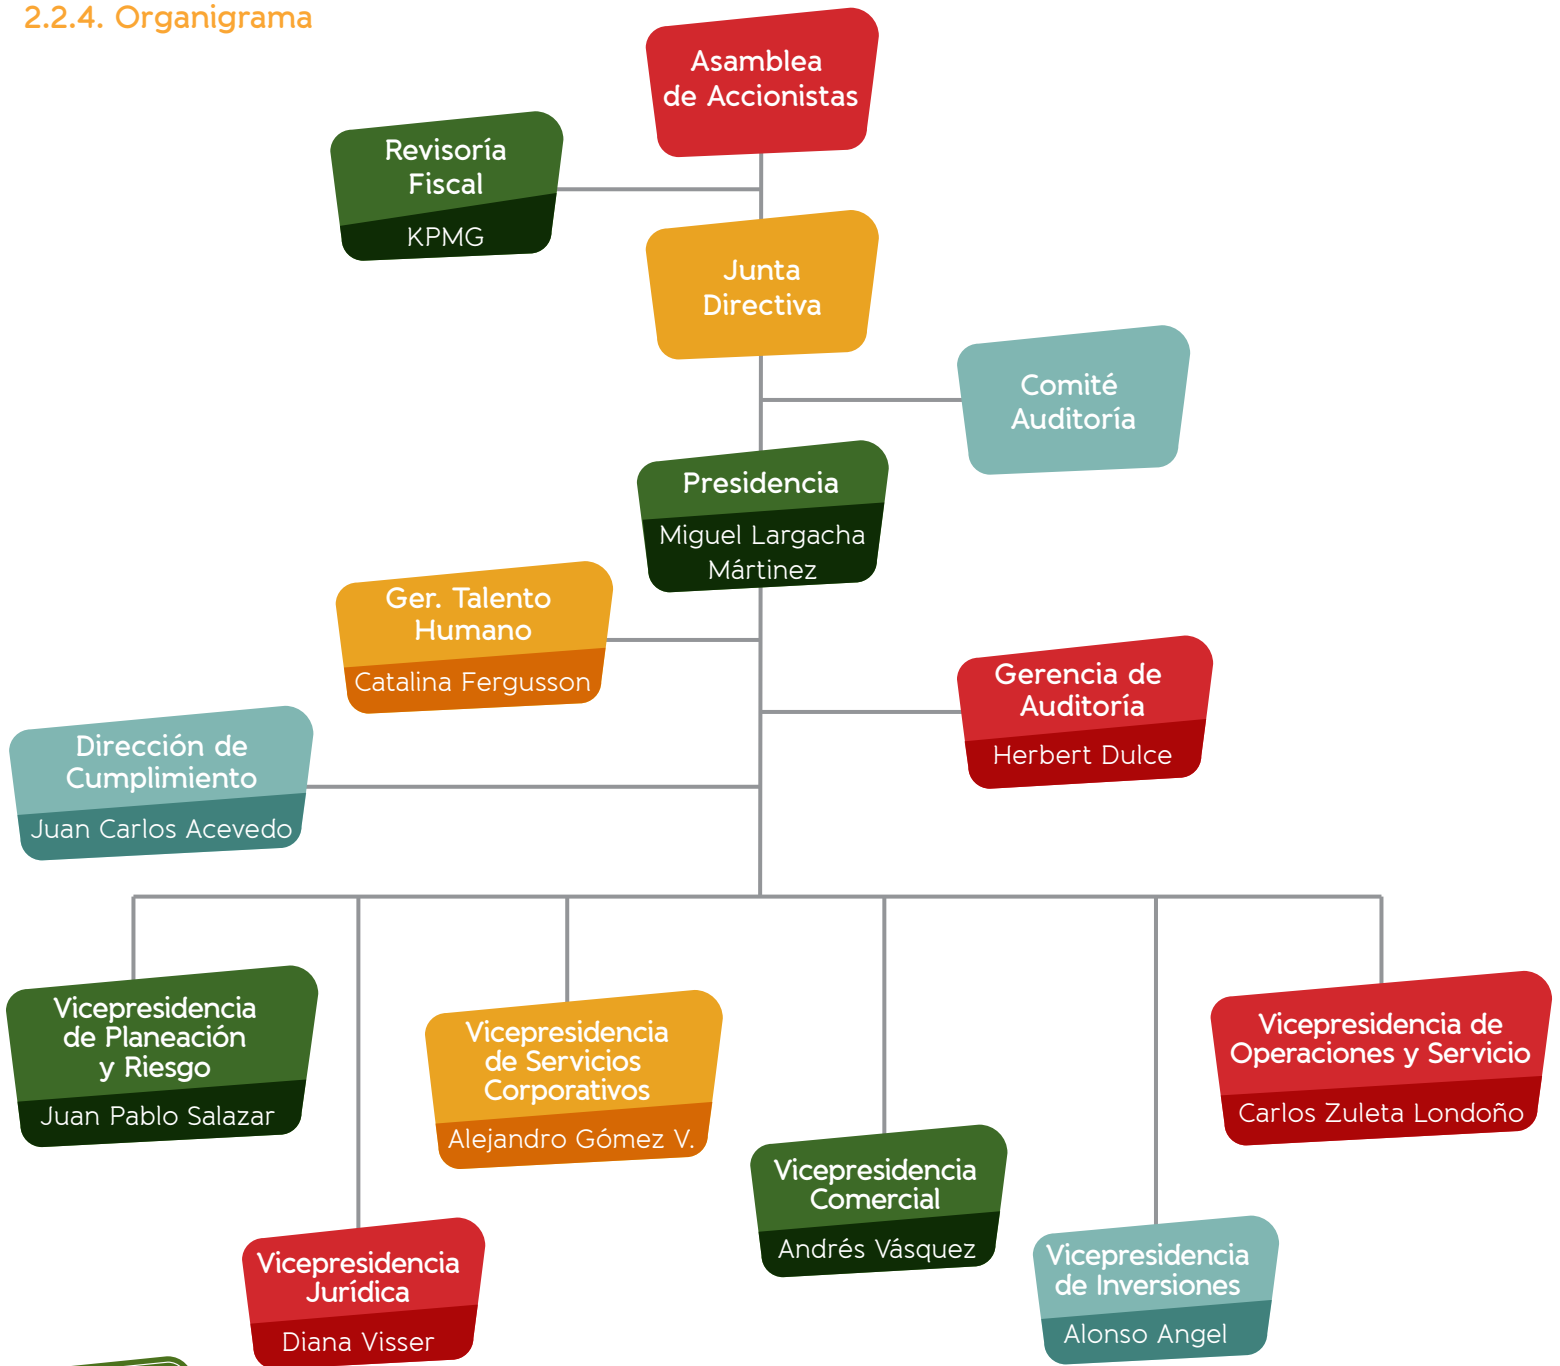 2.2.4. Organigrama
Asamblea
de Accionistas
Revisoría
Fiscal
KPMG
Junta
Directiva
Comité
Auditoría
Presidencia
Miguel Largacha
Mártinez
Ger. Talento
Humano
Catalina Fergusson
Gerencia de
Auditoría
Herbert Dulce
Dirección de
Cumplimiento
Juan Carlos Acevedo
Vicepresidencia
de Planeación
y Riesgo
Juan Pablo Salazar
Vicepresidencia
Jurídica
Diana Visser
Vicepresidencia
de Servicios
Corporativos
Alejandro Gómez V.
Vicepresidencia
Comercial
Andrés Vásquez
Vicepresidencia
de Inversiones
Alonso Angel
Vicepresidencia de
Operaciones y Servicio
Carlos Zuleta Londoño